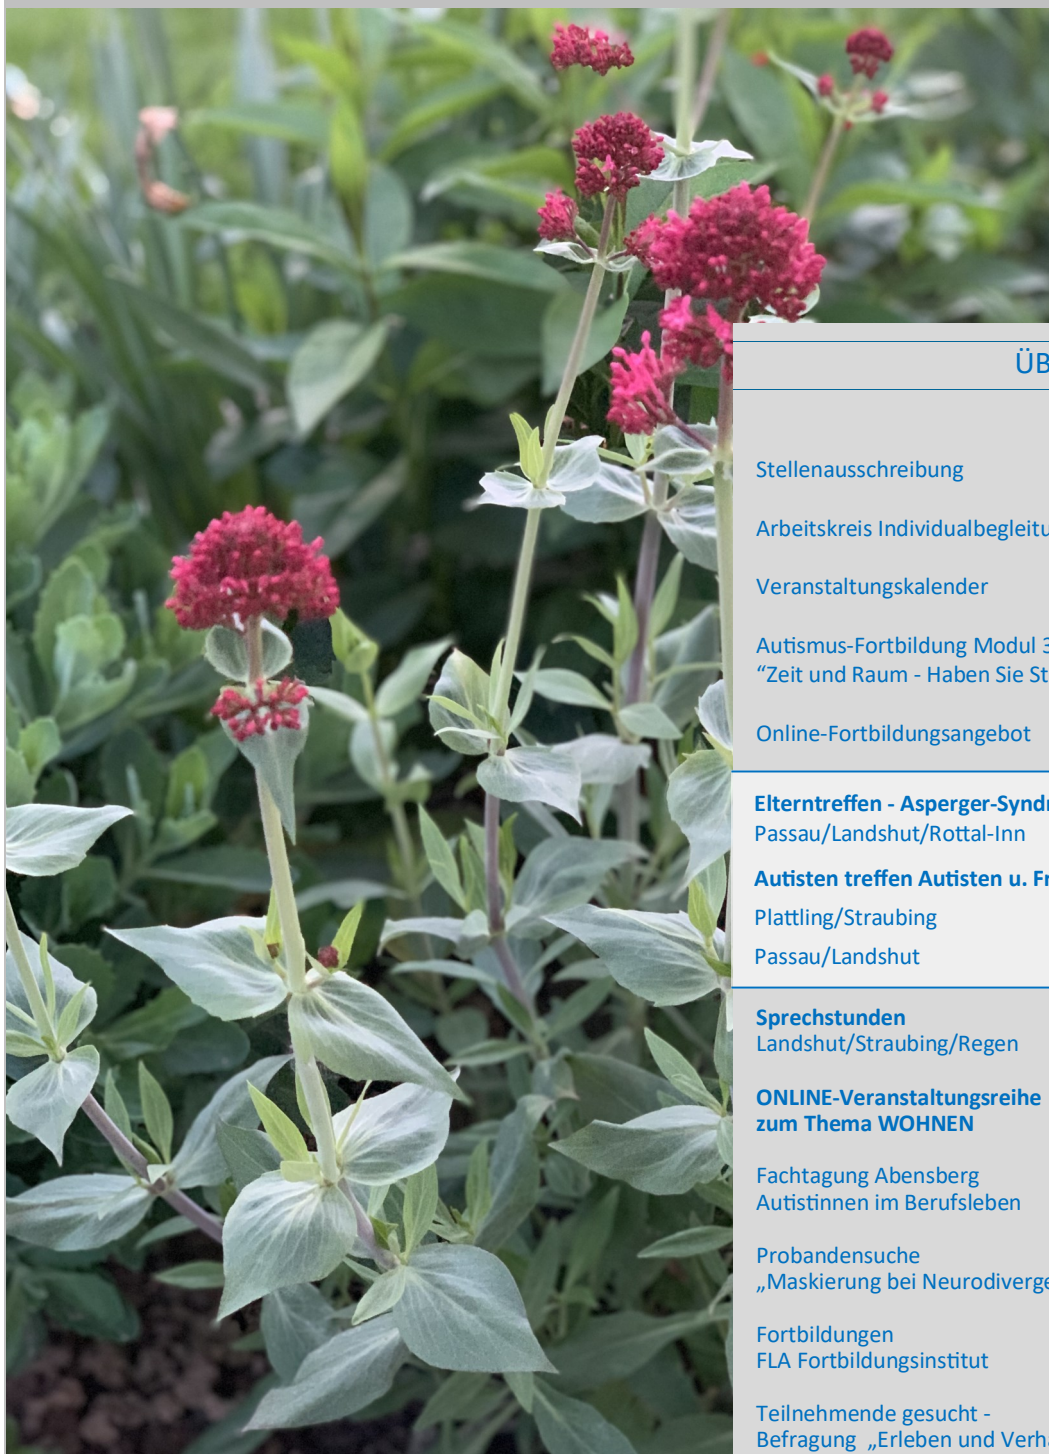 ÜB
Stellenausschreibung
Arbeitskreis Individualbegleitu
Veranstaltungskalender
Autismus-Fortbildung Modul 3
“Zeit und Raum - Haben Sie St
Online-Fortbildungsangebot
Elterntreffen - Asperger-Syndr
Passau/Landshut/Rottal-Inn
Autisten treffen Autisten u. Fr
Plattling/Straubing
Passau/Landshut
Sprechstunden
Landshut/Straubing/Regen
ONLINE-Veranstaltungsreihe
zum Thema WOHNEN
Fachtagung Abensberg
Autistinnen im Berufsleben
Probandensuche
„Maskierung bei Neurodiverge
Fortbildungen
FLA Fortbildungsinstitut
Teilnehmende gesucht -
Befragung „Erleben und Verha